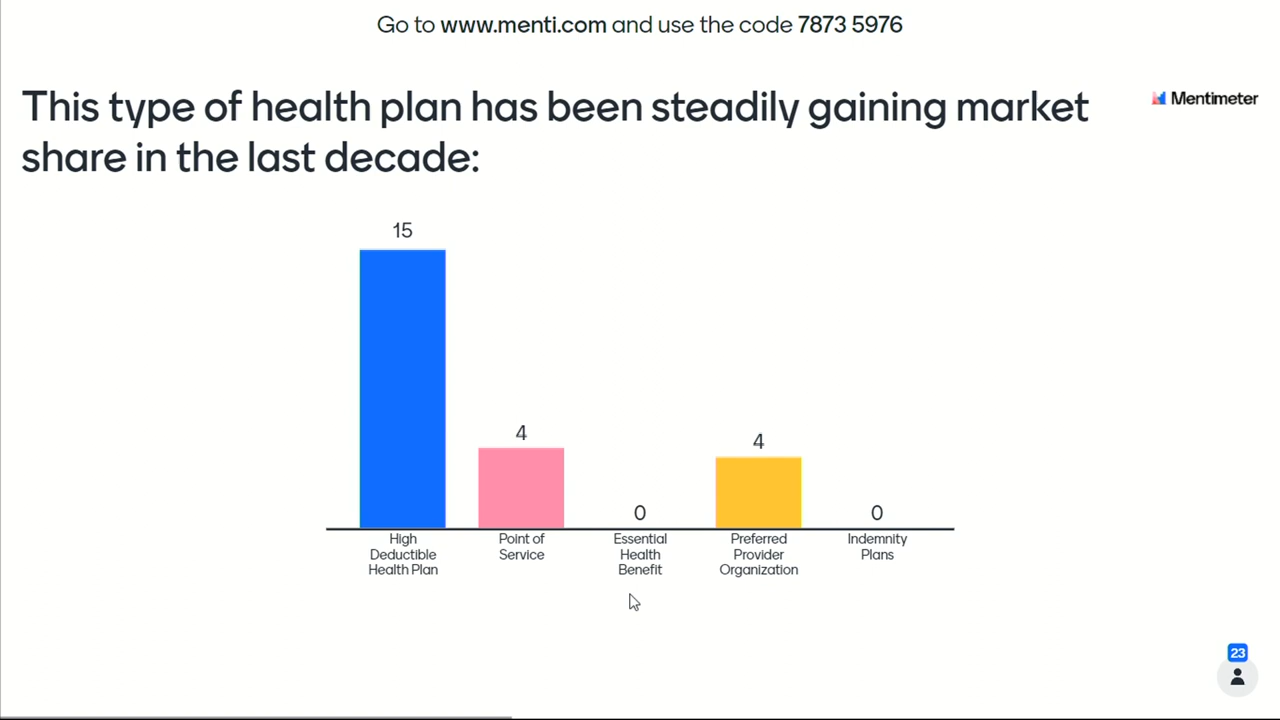 Go to www.menti.com and use the code 7873 5976
Mentimeter
This type of health plan has been steadily gaining market
share in the last decade:
15
4
0
4
0
High
Deductible
Health Plan
Point of
Service
Essential
Health
Benefit
Preferred
Provider
Organization
Indemnity
Plans
23